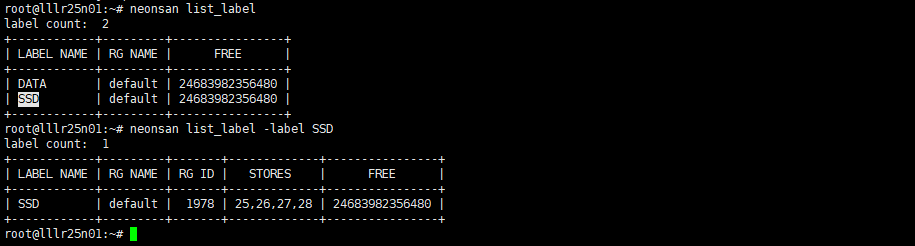 root@lllr25n01:~# neonsan list_label
label count:  2
+------------+---------+----------------+
| LABEL NAME | RG NAME |      FREE      |
+------------+---------+----------------+
| DATA       | default | 24683982356480 |
| SSD        | default | 24683982356480 |
+------------+---------+----------------+
root@lllr25n01:~# neonsan list_label -label SSD
label count:  1
+------------+---------+-------+-------------+----------------+
| LABEL NAME | RG NAME | RG ID |   STORES    |      FREE      |
+------------+---------+-------+-------------+----------------+
| SSD        | default |  1978 | 25,26,27,28 | 24683982356480 |
+------------+---------+-------+-------------+----------------+
root@lllr25n01:~#